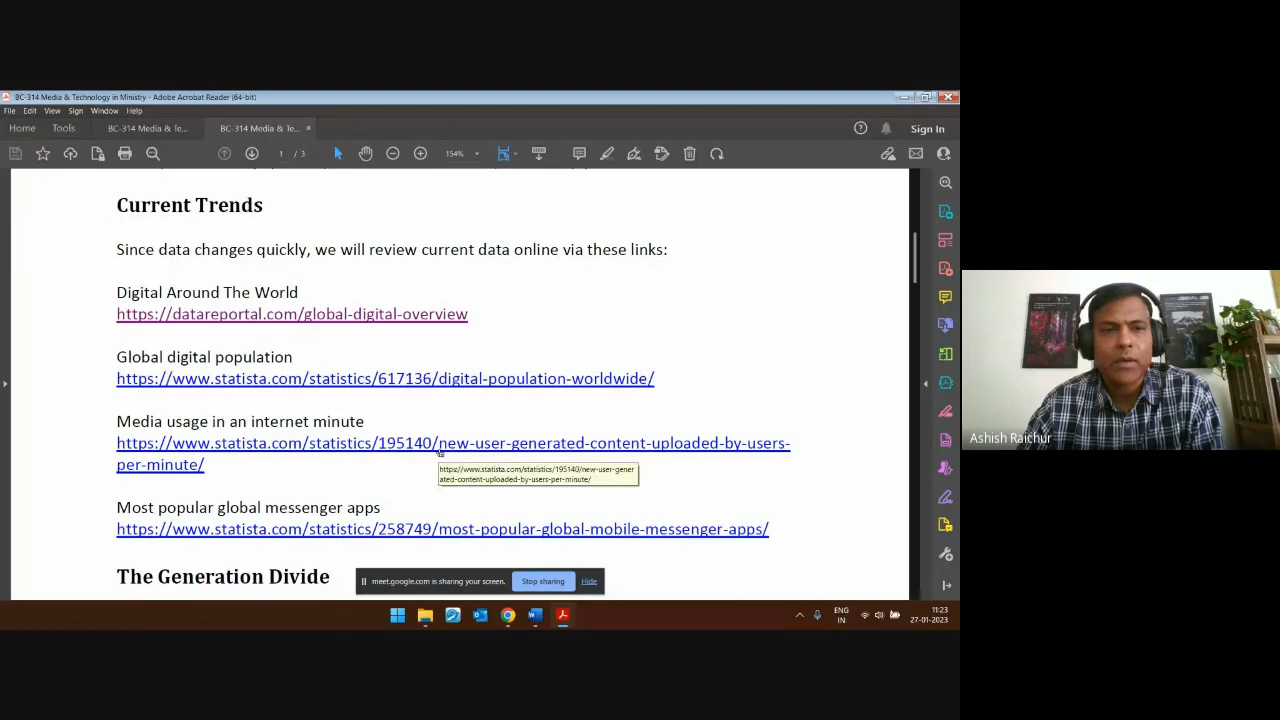 BC-314 Media & Technology in Ministry - Adobe Acrobat Reader (64-bit)
File Edit View Sign Window Help
Home Tools BC-314 Media & Te... BC-314 Media & Te... × Sign In
1 / 3 154%
Current Trends
Since data changes quickly, we will review current data online via these links:
Digital Around The World
https://datareportal.com/global-digital-overview
Global digital population
https://www.statista.com/statistics/617136/digital-population-worldwide/
Media usage in an internet minute
https://www.statista.com/statistics/195140/new-user-generated-content-uploaded-by-users-
per-minute/
https://www.statista.com/statistics/195140/new-user-gener
ated-content-uploaded-by-users-per-minute/
Most popular global messenger apps
https://www.statista.com/statistics/258749/most-popular-global-mobile-messenger-apps/
The Generation Divide
meet.google.com is sharing your screen. Stop sharing Hide
ENG
IN
11:23
27-01-2023
Ashish Raichur